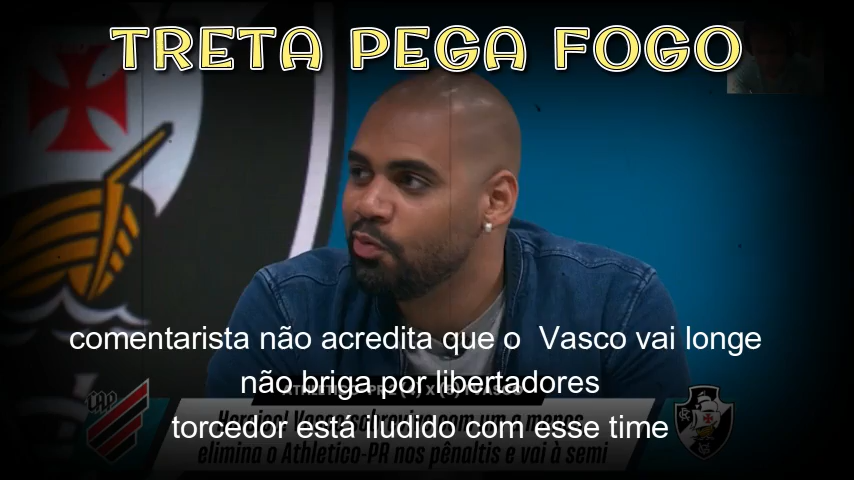 TRETA PEGA FOGO
comentarista não acredita que o  Vasco vai longe
não briga por libertadores
torcedor está iludido com esse time
elimina o Athletico-PR nos pênaltis e vai à semi
CAP